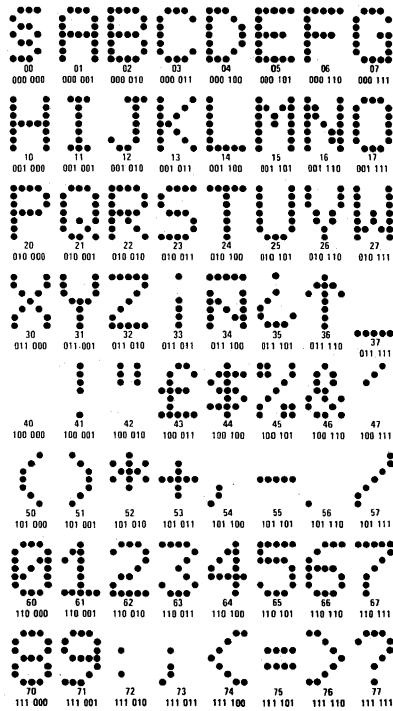 A B C D E F G
00 01 02 03 04 05 06 07
000 000 000 001 000 010 000 011 000 100 000 101 000 110 000 111
H I J K L M N O
10 11 12 13 14 15 16 17
001 000 001 001 001 010 001 011 001 100 001 101 001 110 001 111
P Q R S T U V W
20 21 22 23 24 25 26 27
010 000 010 001 010 010 010 011 010 100 010 101 010 110 010 111
X Y Z ¡ Ñ ¿ ↑ _
30 31 32 33 34 35 36 37
011 000 011 001 011 010 011 011 011 100 011 101 011 110 011 111
! " £ $ % & '
40 41 42 43 44 45 46 47
100 000 100 001 100 010 100 011 100 100 100 101 100 110 100 111
( ) * + , - . /
50 51 52 53 54 55 56 57
101 000 101 001 101 010 101 011 101 100 101 101 101 110 101 111
0 1 2 3 4 5 6 7
60 61 62 63 64 65 66 67
110 000 110 001 110 010 110 011 110 100 110 101 110 110 110 111
8 9 : ; < = > ?
70 71 72 73 74 75 76 77
111 000 111 001 111 010 111 011 111 100 111 101 111 110 111 111